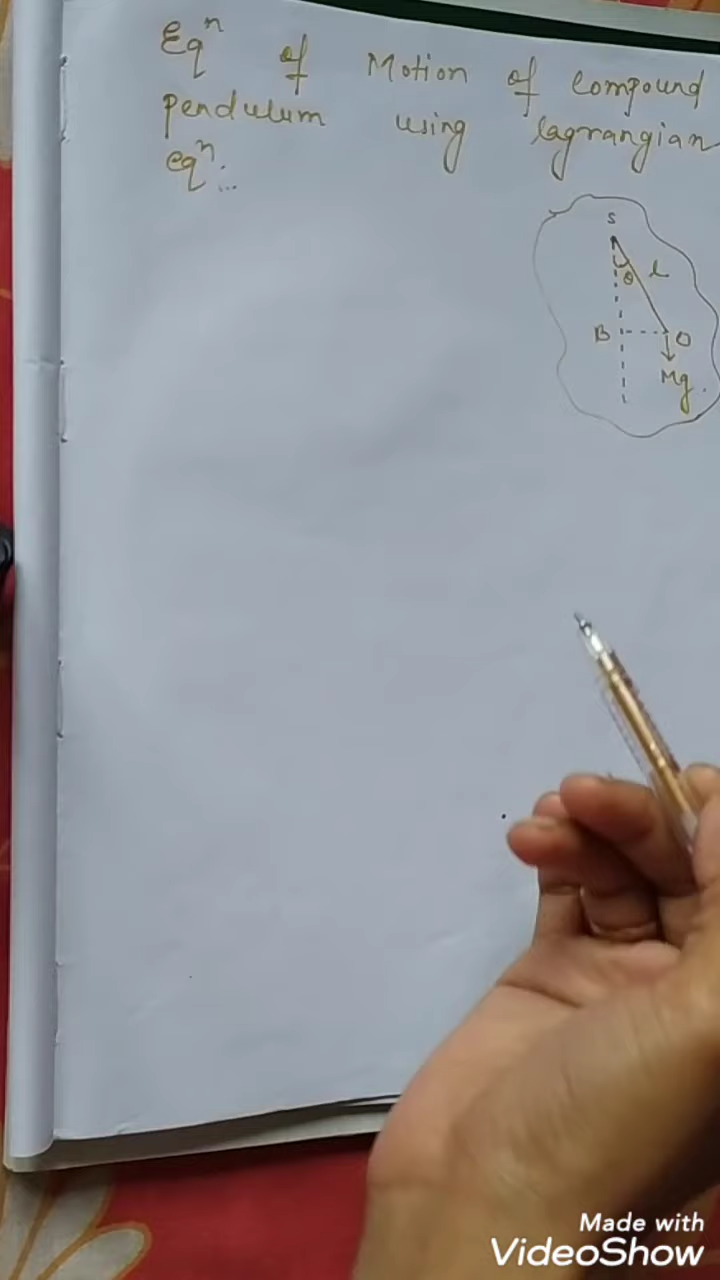 Eqⁿ of Motion of compound
pendulum using lagrangian
eqⁿ:...
S
θ l
B O
Mg.
Made with
VideoShow